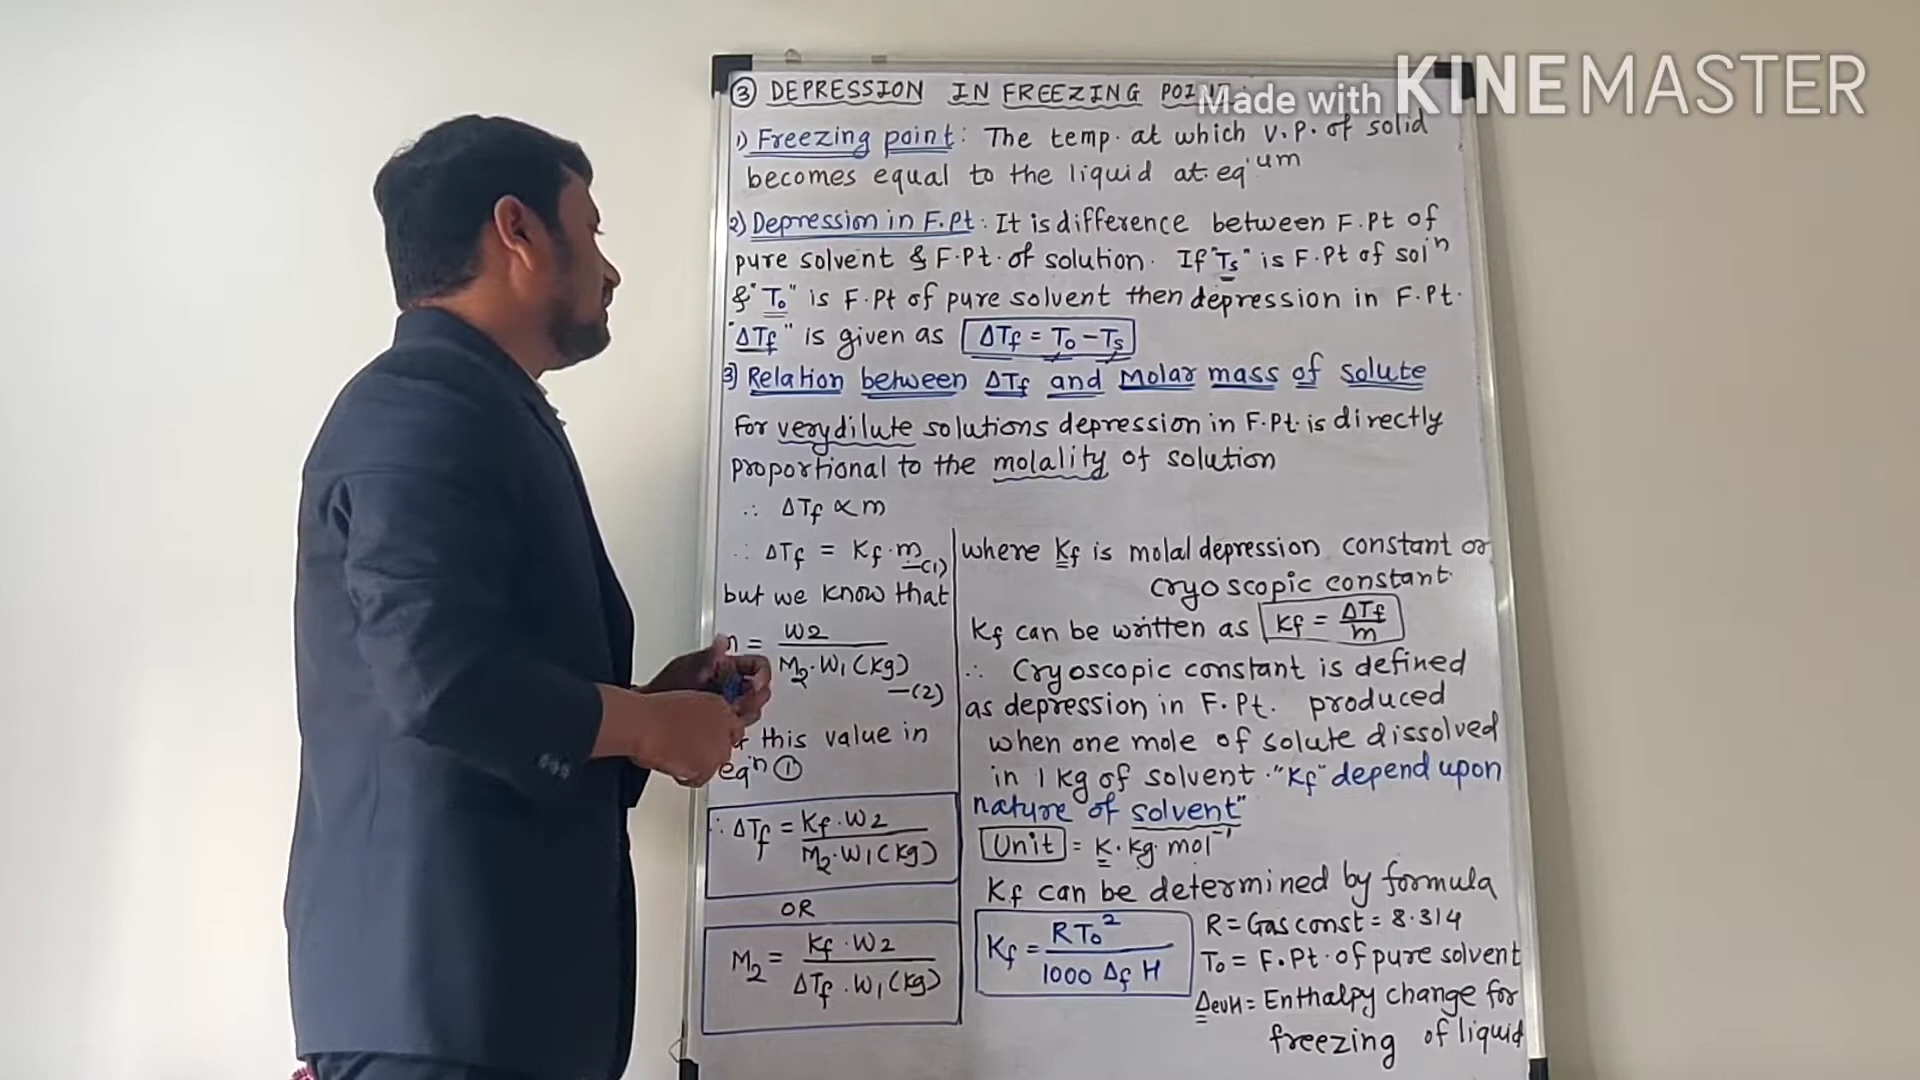 ③ DEPRESSION IN FREEZING POINT:
Made with KINEMASTER
1) Freezing point: The temp. at which V.P. of solid
becomes equal to the liquid at eq'um
2) Depression in F.Pt. It is difference between F.Pt of
pure solvent & F.Pt. of solution. If "Ts" is F.Pt of solⁿ
& "T₀" is F.Pt of pure solvent then depression in F.Pt.
"ΔTf" is given as ΔTf = T₀ - Ts
3) Relation between ΔTf and Molar mass of solute
For very dilute solutions depression in F.Pt. is directly
proportional to the molality of solution
∴ ΔTf ∝ m
∴ ΔTf = Kf.m —(1)
but we know that
= W2 / M₂.W₁(Kg) —(2)
this value in
eqⁿ ①
∴ ΔTf = Kf.W2 / M₂.W₁(Kg)
OR
M₂ = Kf.W2 / ΔTf.W₁(Kg)
where Kf is molal depression constant or
cryoscopic constant.
Kf can be written as Kf = ΔTf / m
∴ Cryoscopic constant is defined
as depression in F.Pt. produced
when one mole of solute dissolved
in 1 kg of solvent. "Kf" depend upon
nature of solvent"
Unit = K.kg.mol⁻¹
Kf can be determined by formula
Kf = RT₀² / 1000 ΔfH
R = Gas const = 8.314
T₀ = F.Pt. of pure solvent
ΔevH = Enthalpy change for
freezing of liquid